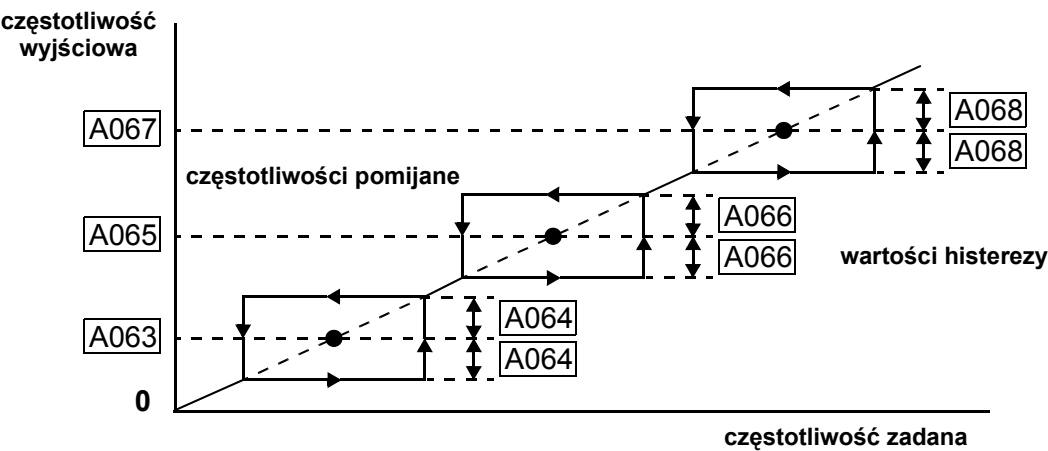 częstotliwość
wyjściowa
A067
A068
A068
częstotliwości pomijane
A065
A066
A066
wartości histerezy
A063
A064
A064
0
częstotliwość zadana